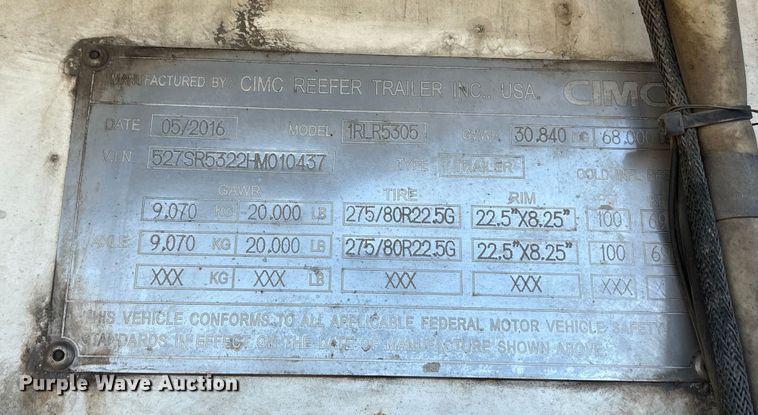 MANUFACTURED BY CIMC REEFER TRAILER INC., USA. CIMC
DATE 05/2016 MODEL 1RLR5305 GAWR 30.840 KG 68.000
V.I.N. 527SR5322HM010437 TYPE TRAILER COLD INFL.
GAWR TIRE RIM
9.070 KG 20.000 LB 275/80R22.5G 22.5"X8.25" 100
AXLE 9.070 KG 20.000 LB 275/80R22.5G 22.5"X8.25" 100
XXX KG XXX LB XXX XXX XXX
THIS VEHICLE CONFORMS TO ALL APPLICABLE FEDERAL MOTOR VEHICLE SAFETY
STANDARDS IN EFFECT ON THE DATE OF MANUFACTURE SHOWN ABOVE.
Purple Wave Auction